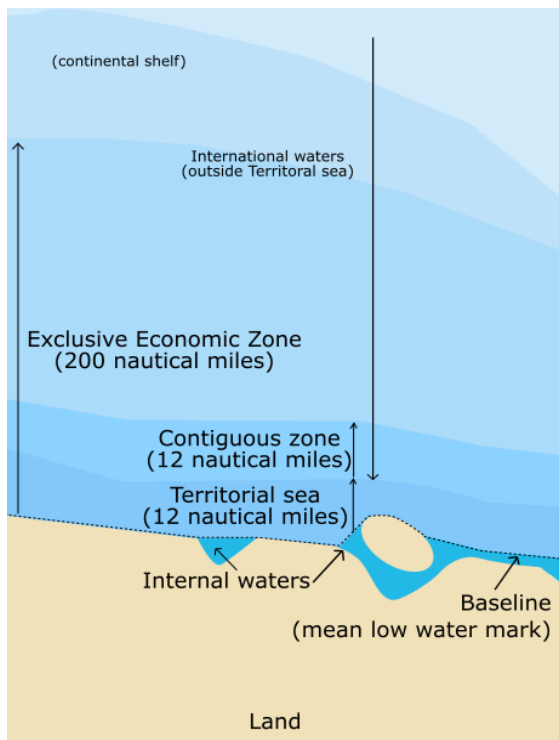 (continental shelf)
International waters
(outside Territoral sea)
Exclusive Economic Zone
(200 nautical miles)
Contiguous zone
(12 nautical miles)
Territorial sea
(12 nautical miles)
Internal waters
Baseline
(mean low water mark)
Land